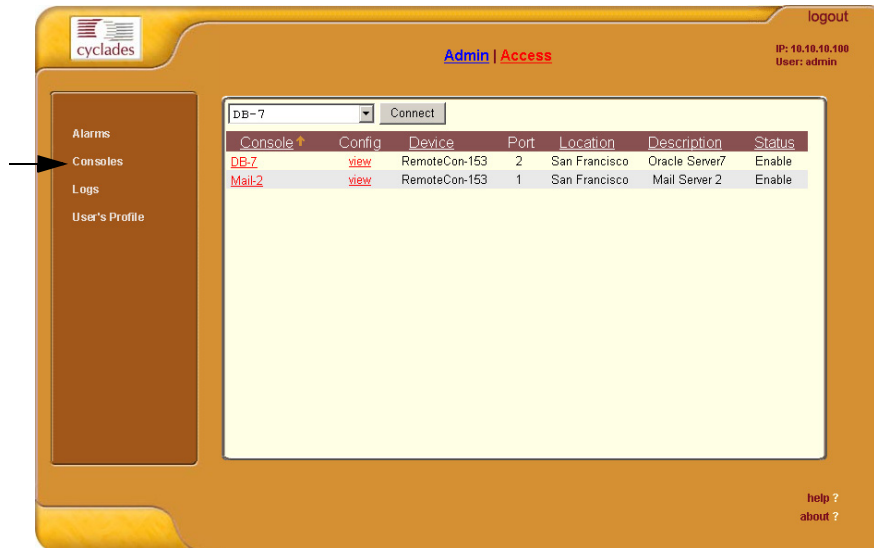 logout
cyclades
Admin | Access
IP: 10.10.10.100
User: admin
Alarms
Consoles
Logs
User's Profile
DB-7 Connect
Console Config Device Port Location Description Status
DB-7 view RemoteCon-153 2 San Francisco Oracle Server7 Enable
Mail-2 view RemoteCon-153 1 San Francisco Mail Server 2 Enable
help ?
about ?